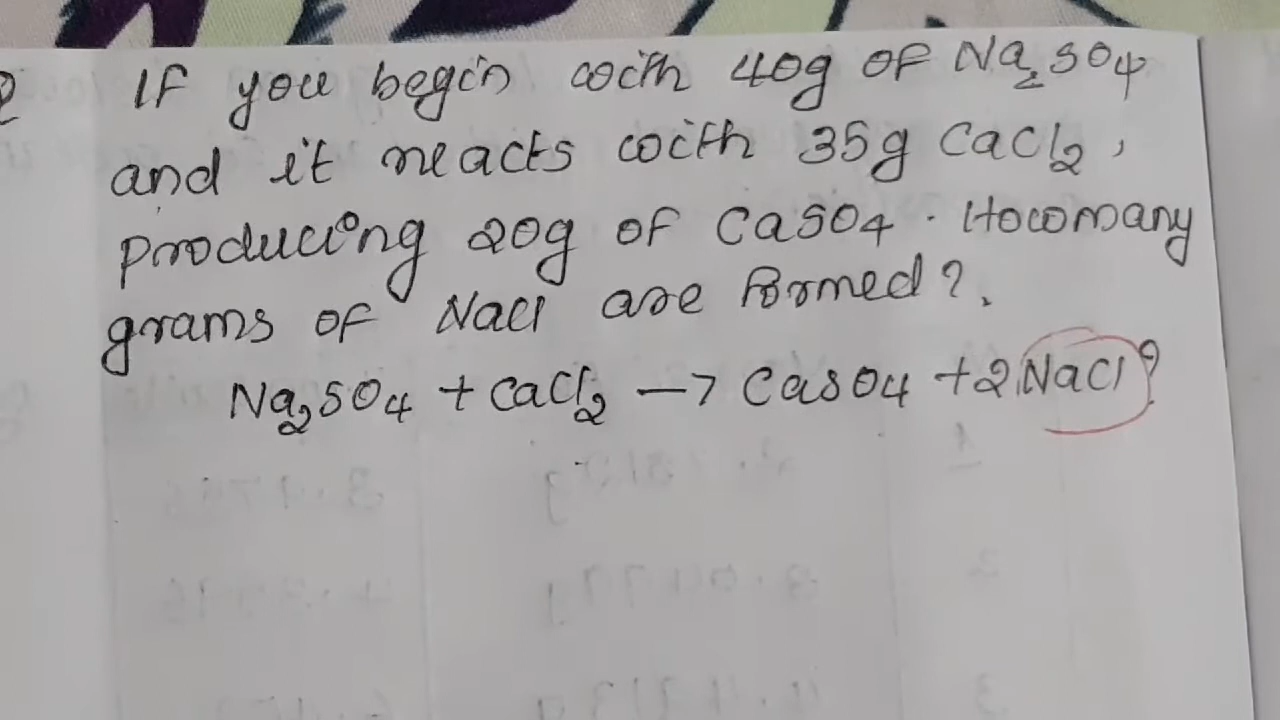 If you begin with 40g of Na2SO4
and it reacts with 35g CaCl2,
producing 20g of CaSO4. How many
grams of NaCl are formed?.
Na2SO4 + CaCl2 → CaSO4 + 2NaCl?